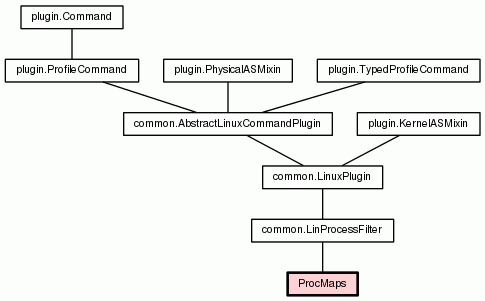 plugin.Command
plugin.ProfileCommand
plugin.PhysicalASMixin
plugin.TypedProfileCommand
common.AbstractLinuxCommandPlugin
plugin.KernelASMixin
common.LinuxPlugin
common.LinProcessFilter
ProcMaps